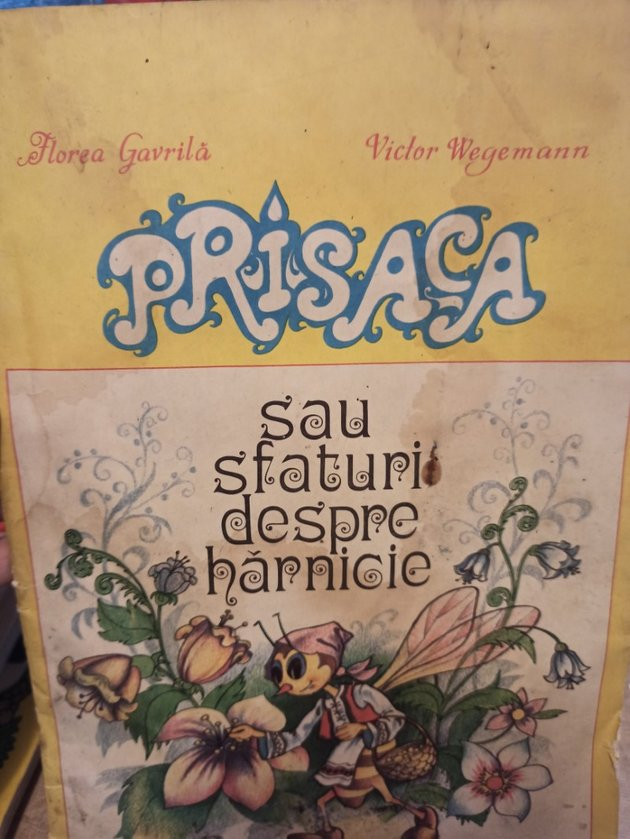 Florea Gavrilă
Victor Wegemann
PRISACA
sau
sfaturi
despre
hărnicie